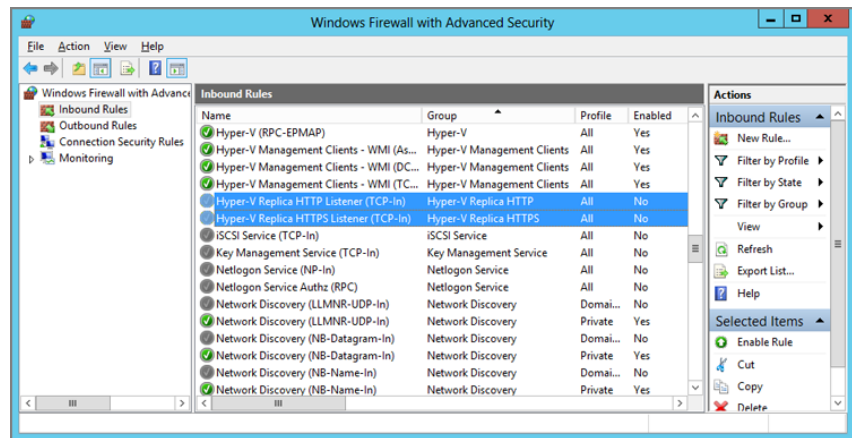 Windows Firewall with Advanced Security
File Action View Help
Windows Firewall with Advance
Inbound Rules
Outbound Rules
Connection Security Rules
Monitoring
Inbound Rules
Name Group Profile Enabled
Hyper-V (RPC-EPMAP) Hyper-V All Yes
Hyper-V Management Clients - WMI (As... Hyper-V Management Clients All Yes
Hyper-V Management Clients - WMI (DC... Hyper-V Management Clients All Yes
Hyper-V Management Clients - WMI (TC... Hyper-V Management Clients All Yes
Hyper-V Replica HTTP Listener (TCP-In) Hyper-V Replica HTTP All No
Hyper-V Replica HTTPS Listener (TCP-In) Hyper-V Replica HTTPS All No
iSCSI Service (TCP-In) iSCSI Service All No
Key Management Service (TCP-In) Key Management Service All No
Netlogon Service (NP-In) Netlogon Service All No
Netlogon Service Authz (RPC) Netlogon Service All No
Network Discovery (LLMNR-UDP-In) Network Discovery Domai... No
Network Discovery (LLMNR-UDP-In) Network Discovery Private Yes
Network Discovery (NB-Datagram-In) Network Discovery Domai... No
Network Discovery (NB-Datagram-In) Network Discovery Private Yes
Network Discovery (NB-Name-In) Network Discovery Domai... No
Network Discovery (NB-Name-In) Network Discovery Private Yes
Actions
Inbound Rules
New Rule...
Filter by Profile
Filter by State
Filter by Group
View
Refresh
Export List...
Help
Selected Items
Enable Rule
Cut
Copy
Delete